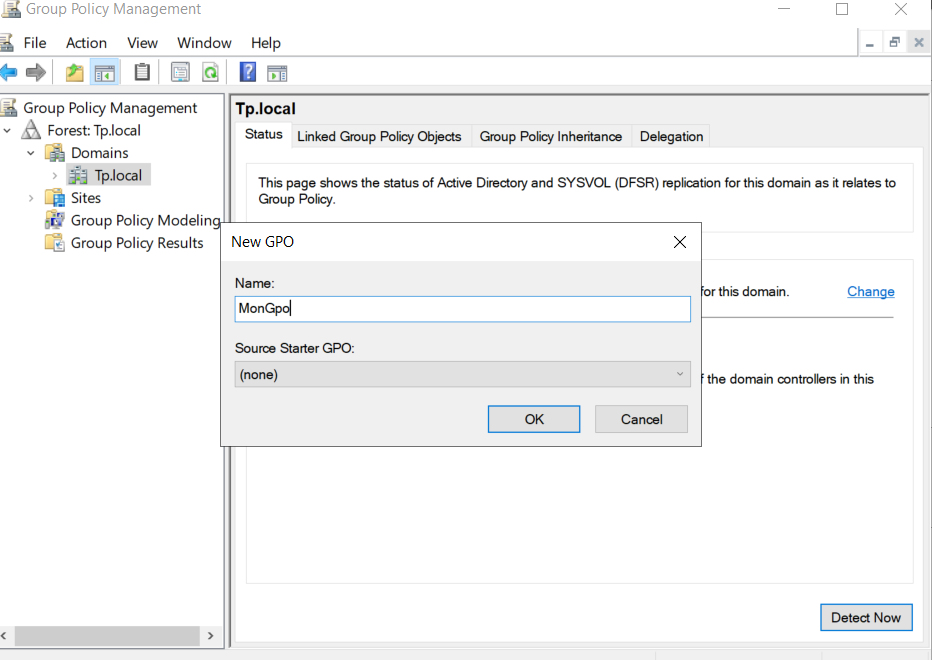 Group Policy Management
File Action View Window Help
Group Policy Management
Forest: Tp.local
Domains
Tp.local
Sites
Group Policy Modeling
Group Policy Results
Tp.local
Status Linked Group Policy Objects Group Policy Inheritance Delegation
This page shows the status of Active Directory and SYSVOL (DFSR) replication for this domain as it relates to
Group Policy.
for this domain. Change
f the domain controllers in this
New GPO
Name:
MonGpo
Source Starter GPO:
(none)
OK Cancel
Detect Now